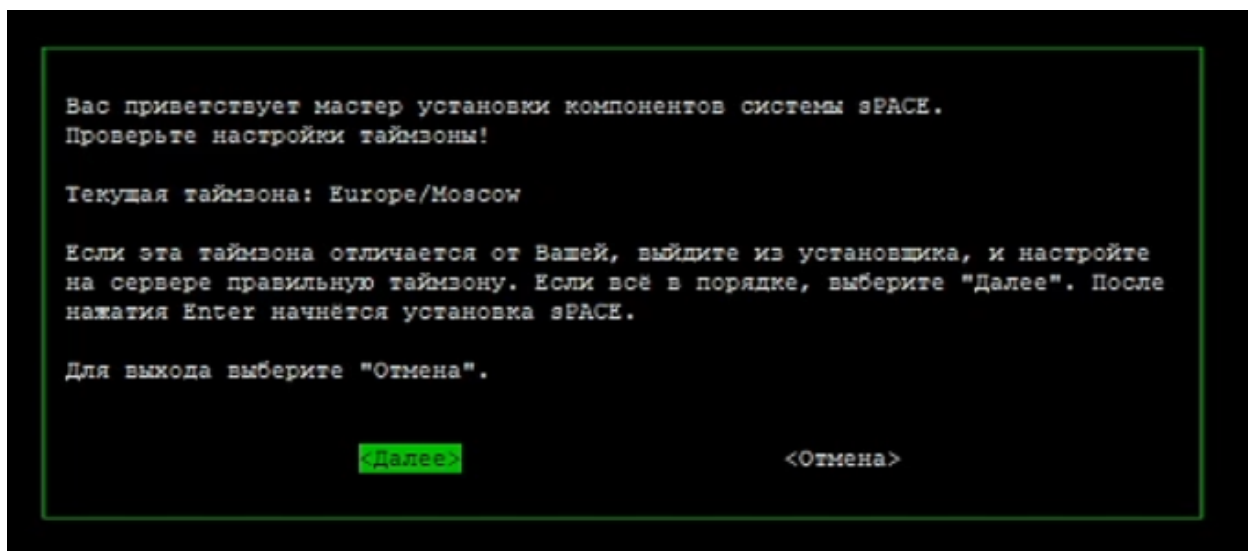 Вас приветствует мастер установки компонентов системы sPACE.
Проверьте настройки таймзоны!
Текущая таймзона: Europe/Moscow
Если эта таймзона отличается от Вашей, выйдите из установщика, и настройте
на сервере правильную таймзону. Если всё в порядке, выберите "Далее". После
нажатия Enter начнётся установка sPACE.
Для выхода выберите "Отмена".
<Далее> <Отмена>